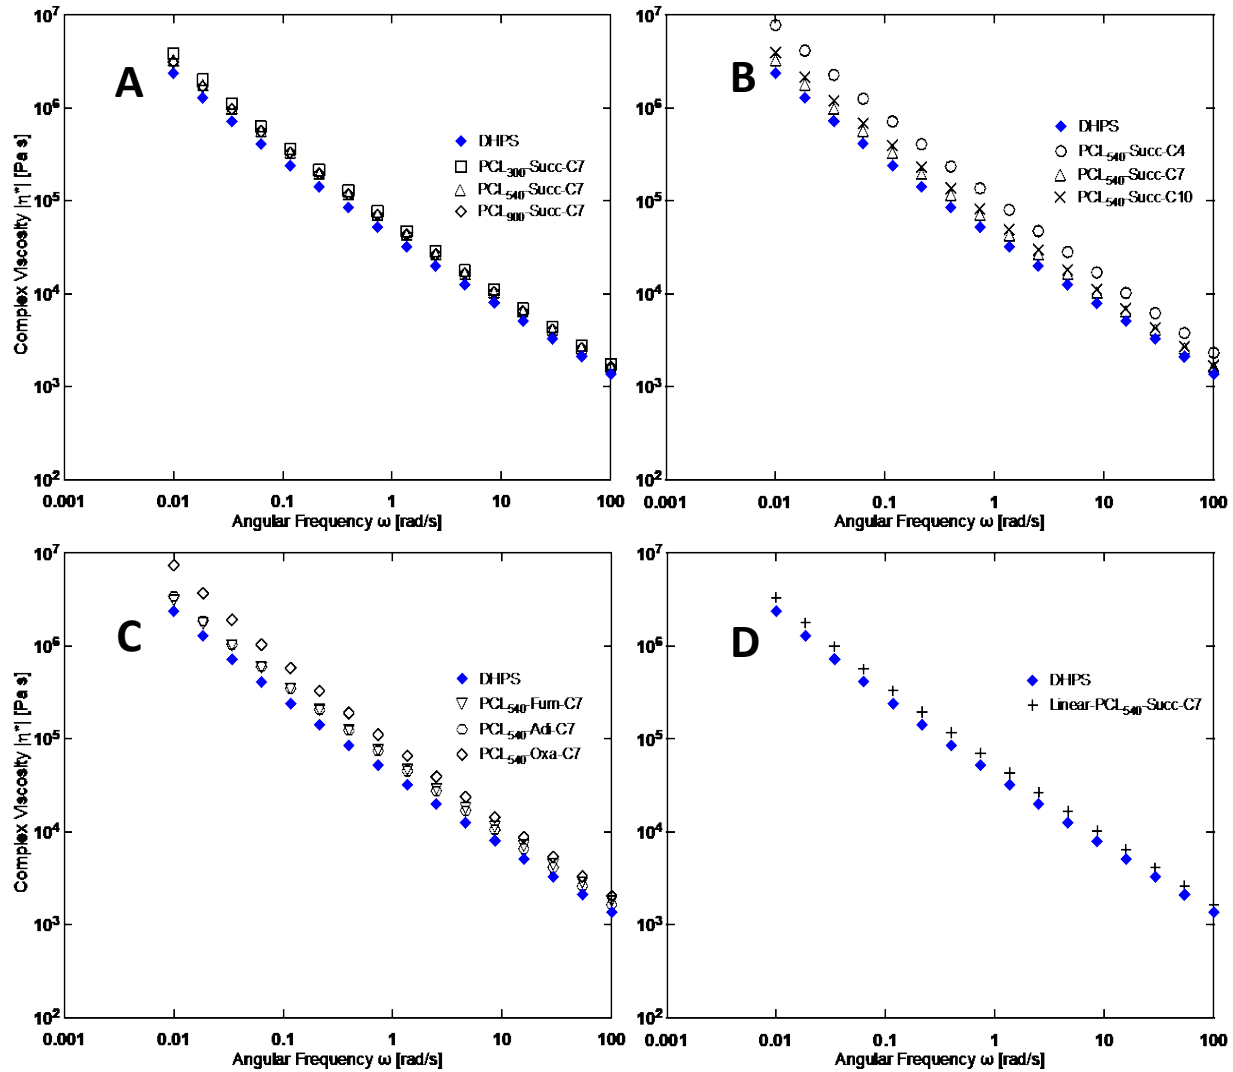 A
Complex Viscosity |η*| [Pa s]
10⁷
10⁶
10⁵
10⁴
10³
10²
DHPS
PCL₃₀₀-Succ-C7
PCL₅₄₀-Succ-C7
PCL₉₀₀-Succ-C7
0.001 0.01 0.1 1 10 100
Angular Frequency ω [rad/s]
B
10⁷
10⁶
10⁵
10⁴
10³
10²
DHPS
PCL₅₄₀-Succ-C4
PCL₅₄₀-Succ-C7
PCL₅₄₀-Succ-C10
0.001 0.01 0.1 1 10 100
Angular Frequency ω [rad/s]
C
Complex Viscosity |η*| [Pa s]
10⁷
10⁶
10⁵
10⁴
10³
10²
DHPS
PCL₅₄₀-Fum-C7
PCL₅₄₀-Adi-C7
PCL₅₄₀-Oxa-C7
0.001 0.01 0.1 1 10 100
Angular Frequency ω [rad/s]
D
10⁷
10⁶
10⁵
10⁴
10³
10²
DHPS
Linear-PCL₅₄₀-Succ-C7
0.001 0.01 0.1 1 10 100
Angular Frequency ω [rad/s]